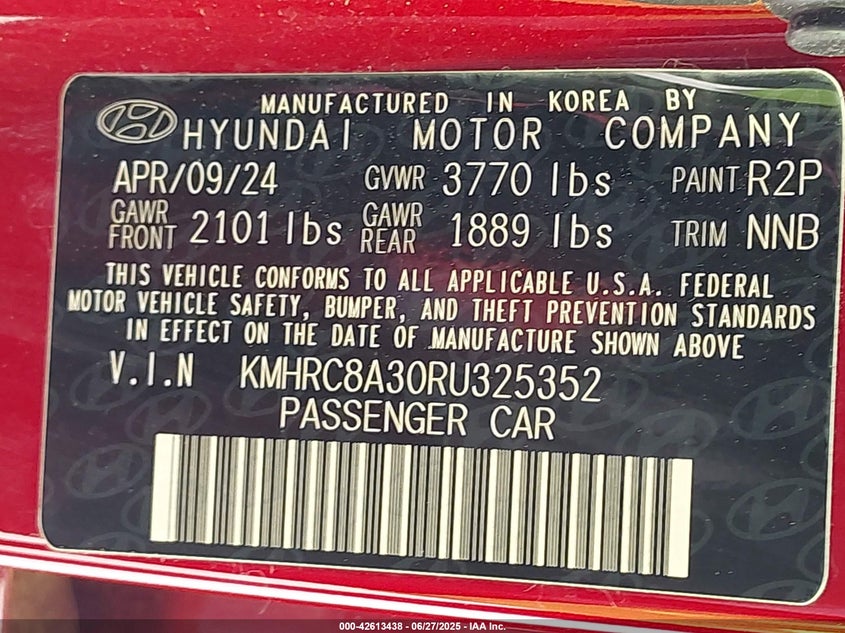 MANUFACTURED IN KOREA BY
HYUNDAI MOTOR COMPANY
APR/09/24 GVWR 3770 lbs PAINT R2P
GAWR FRONT 2101 lbs GAWR REAR 1889 lbs TRIM NNB
THIS VEHICLE CONFORMS TO ALL APPLICABLE U.S.A. FEDERAL
MOTOR VEHICLE SAFETY, BUMPER, AND THEFT PREVENTION STANDARDS
IN EFFECT ON THE DATE OF MANUFACTURE SHOWN ABOVE
V.I.N KMHRC8A30RU325352
PASSENGER CAR
000-42613438 - 06/27/2025 - IAA Inc.